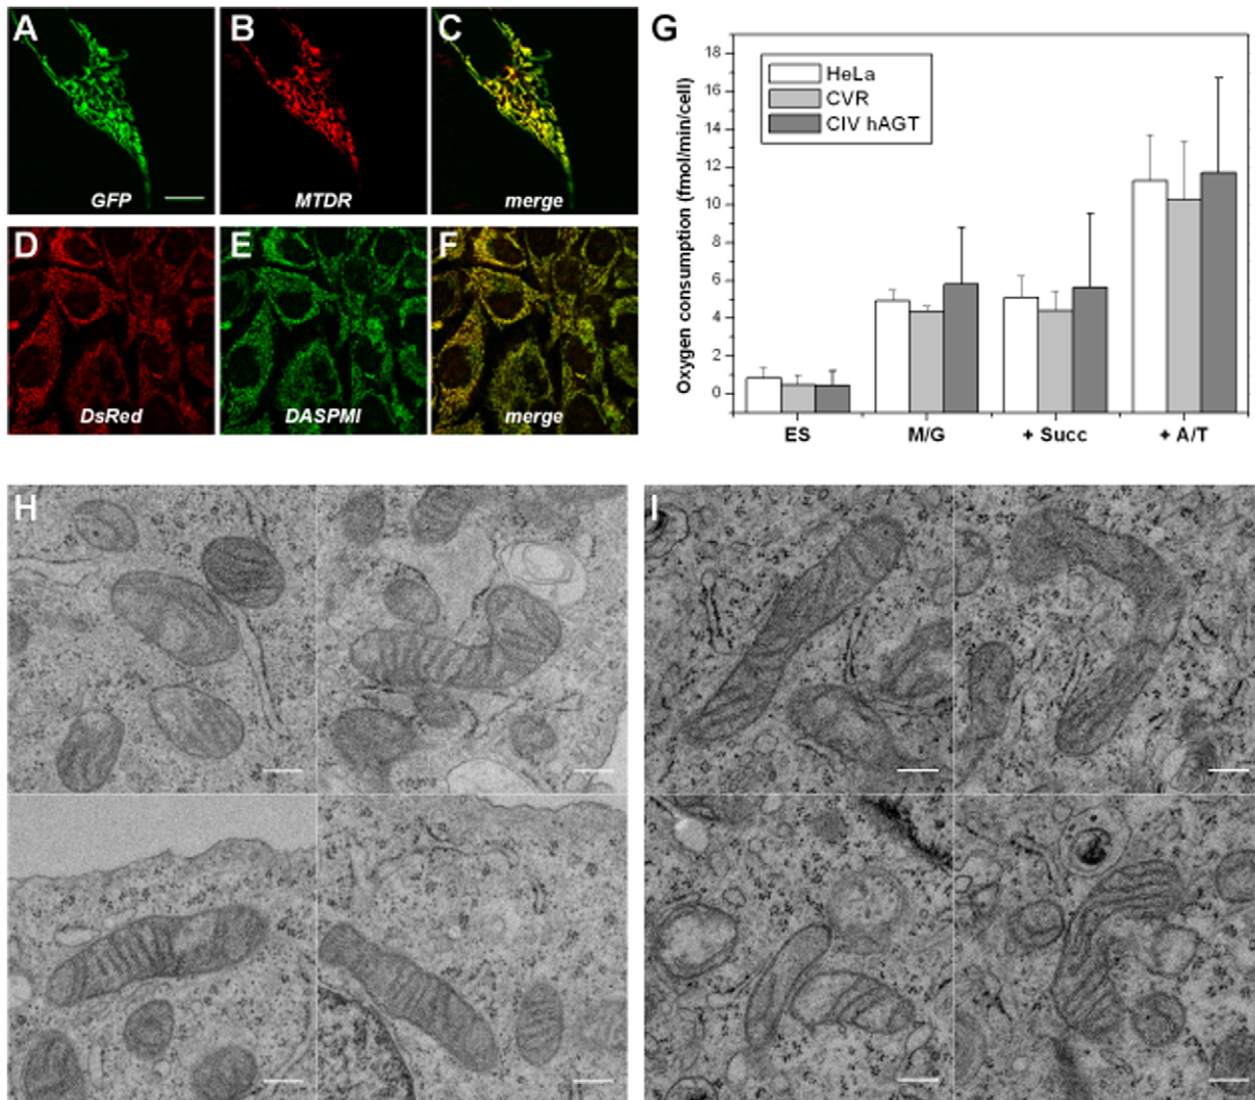 A
GFP
B
MTDR
C
merge
D
DsRed
E
DASPMI
F
merge
G
Oxygen consumption (fmol/min/cell)
18
16
14
12
10
8
6
4
2
0
HeLa
CVR
CIV hAGT
ES M/G + Succ + A/T
H
I